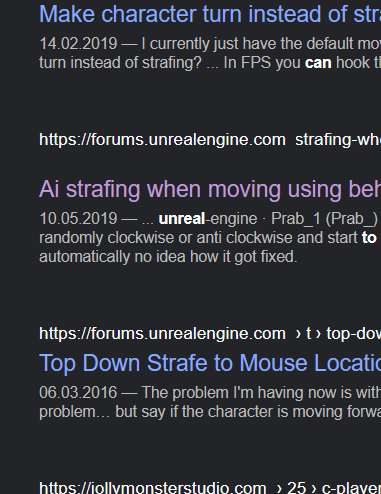 Make character turn instead of stra
14.02.2019 — I currently just have the default mov
turn instead of strafing? ... In FPS you can hook th
https://forums.unrealengine.com strafing-whe
Ai strafing when moving using beh
10.05.2019 — ... unreal-engine · Prab_1 (Prab_)
randomly clockwise or anti clockwise and start to
automatically no idea how it got fixed.
https://forums.unrealengine.com › t › top-dow
Top Down Strafe to Mouse Locatio
06.03.2016 — The problem I'm having now is with
problem... but say if the character is moving forwa
https://jollymonsterstudio.com › 25 › c-player